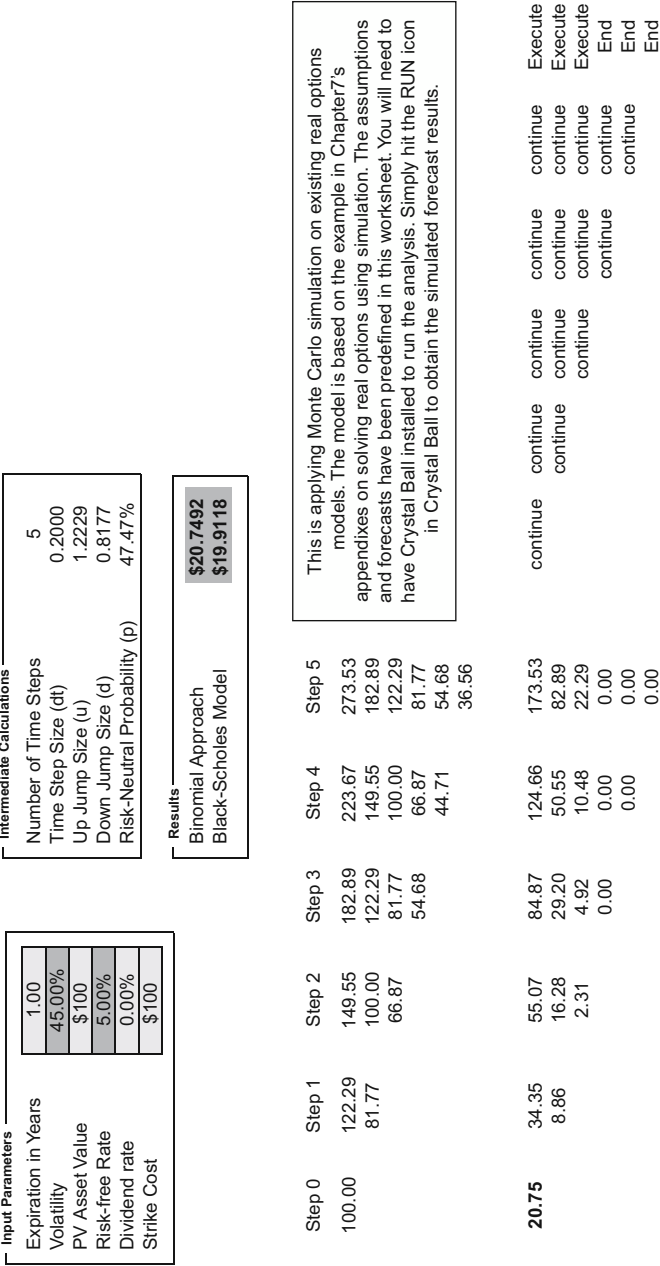 Input Parameters
Expiration in Years 1.00
Volatility 45.00%
PV Asset Value $100
Risk-free Rate 5.00%
Dividend rate 0.00%
Strike Cost $100
Intermediate Calculations
Number of Time Steps 5
Time Step Size (dt) 0.2000
Up Jump Size (u) 1.2229
Down Jump Size (d) 0.8177
Risk-Neutral Probability (p) 47.47%
Results
Binomial Approach $20.7492
Black-Scholes Model $19.9118
Step 0 Step 1 Step 2 Step 3 Step 4 Step 5
100.00 122.29 149.55 182.89 223.67 273.53
81.77 100.00 122.29 149.55 182.89
66.87 81.77 100.00 122.29
54.68 66.87 81.77
44.71 54.68
36.56
This is applying Monte Carlo simulation on existing real options
models. The model is based on the example in Chapter7's
appendixes on solving real options using simulation. The assumptions
and forecasts have been predefined in this worksheet. You will need to
have Crystal Ball installed to run the analysis. Simply hit the RUN icon
in Crystal Ball to obtain the simulated forecast results.
20.75 34.35 55.07 84.87 124.66 173.53
8.86 16.28 29.20 50.55 82.89
2.31 4.92 10.48 22.29
0.00 0.00 0.00
0.00 0.00
0.00
continue continue continue continue continue Execute
continue continue continue continue Execute
continue continue continue Execute
continue continue End
continue End
End